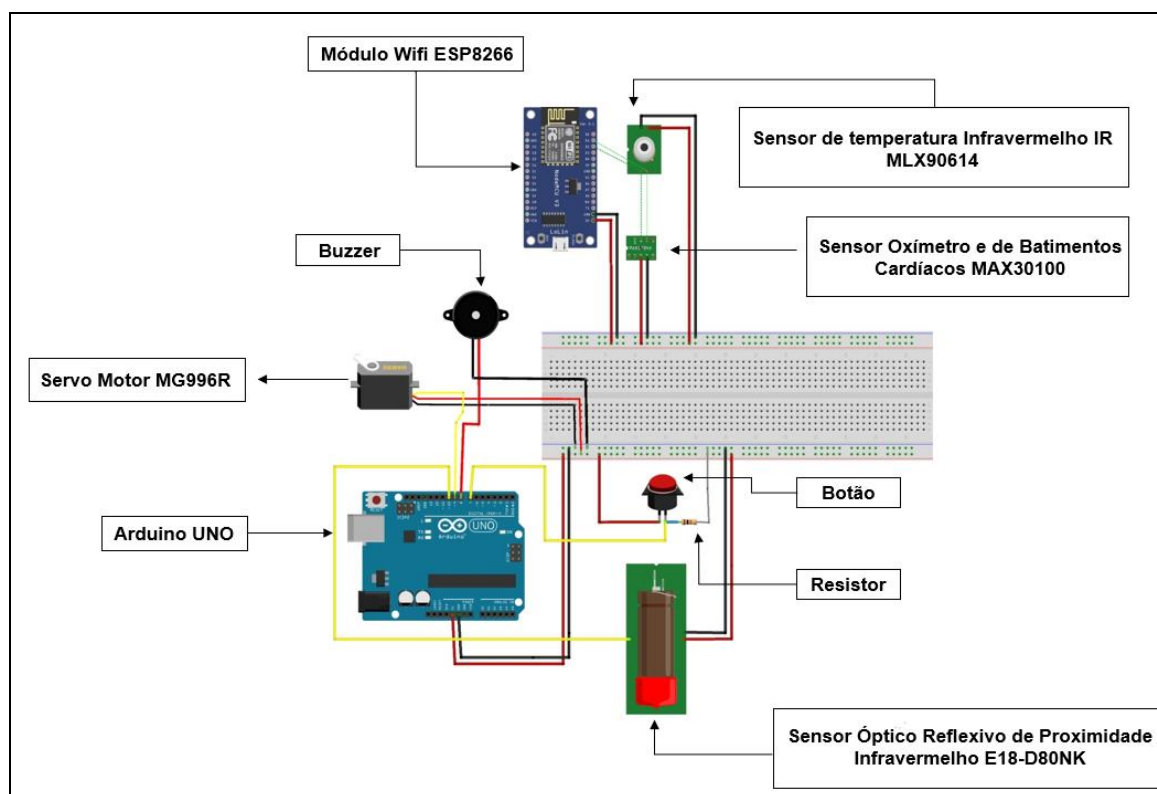 Módulo Wifi ESP8266
Sensor de temperatura Infravermelho IR
MLX90614
Sensor Oxímetro e de Batimentos
Cardíacos MAX30100
Buzzer
Servo Motor MG996R
Botão
Arduino UNO
UNO
Arduino
Resistor
Sensor Óptico Reflexivo de Proximidade
Infravermelho E18-D80NK